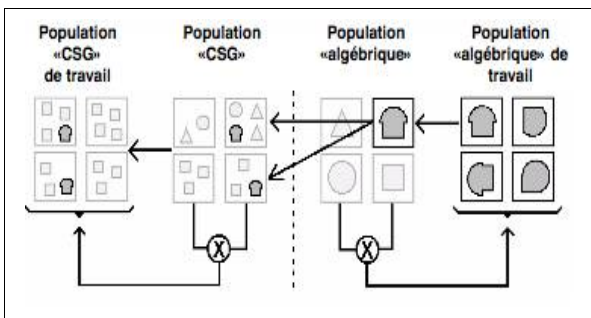 Population
«CSG»
de travail
Population
«CSG»
Population
«algébrique»
Population
«algébrique» de
travail
X
X